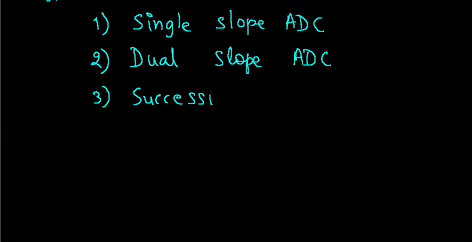 1) Single slope ADC
2) Dual slope ADC
3) Successi